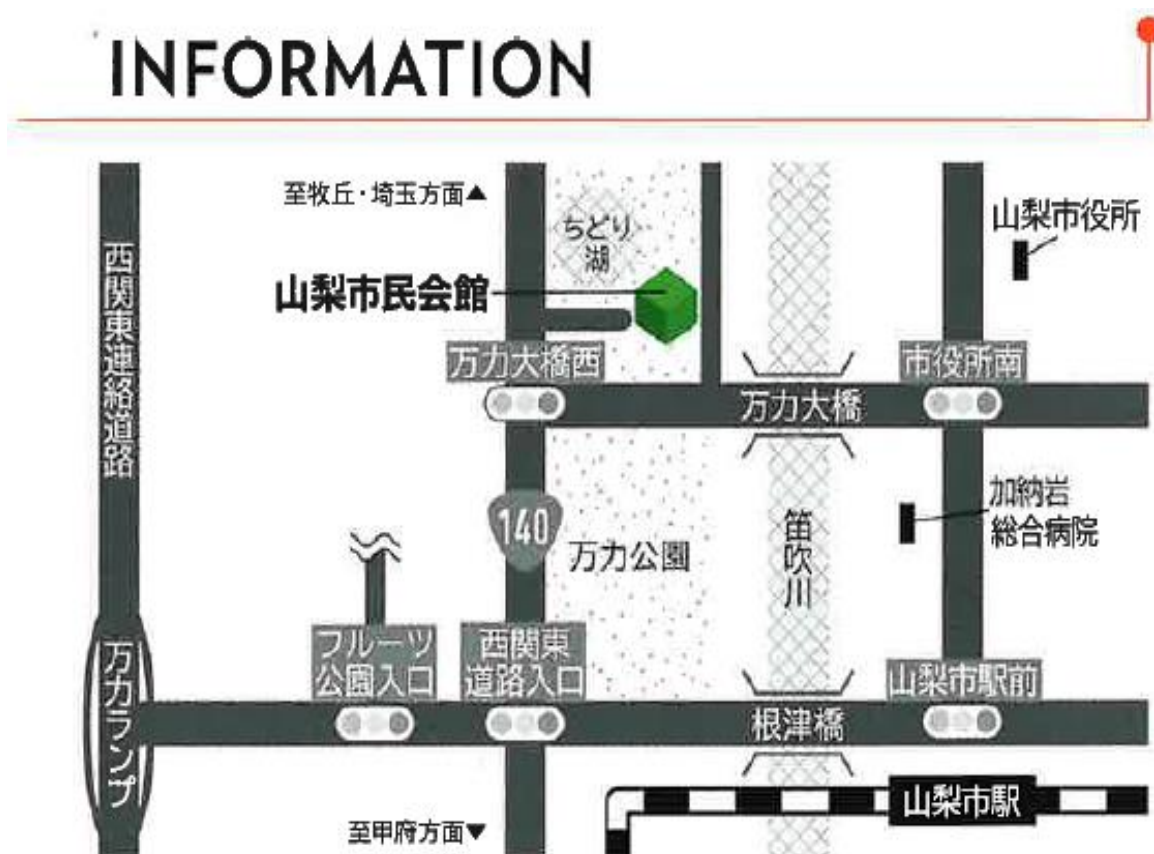 INFORMATION
至牧丘・埼玉方面▲
ちどり
湖
山梨市役所
西関東連絡道路
山梨市民会館
万力大橋西
市役所南
万力大橋
140
加納岩
総合病院
万力公園
笛吹川
フルーツ
公園入口
西関東
道路入口
山梨市駅前
万力ランプ
根津橋
山梨市駅
至甲府方面▼